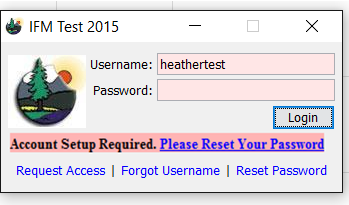 IFM Test 2015
Username: heathertest
Password:
Login
Account Setup Required. Please Reset Your Password
Request Access | Forgot Username | Reset Password